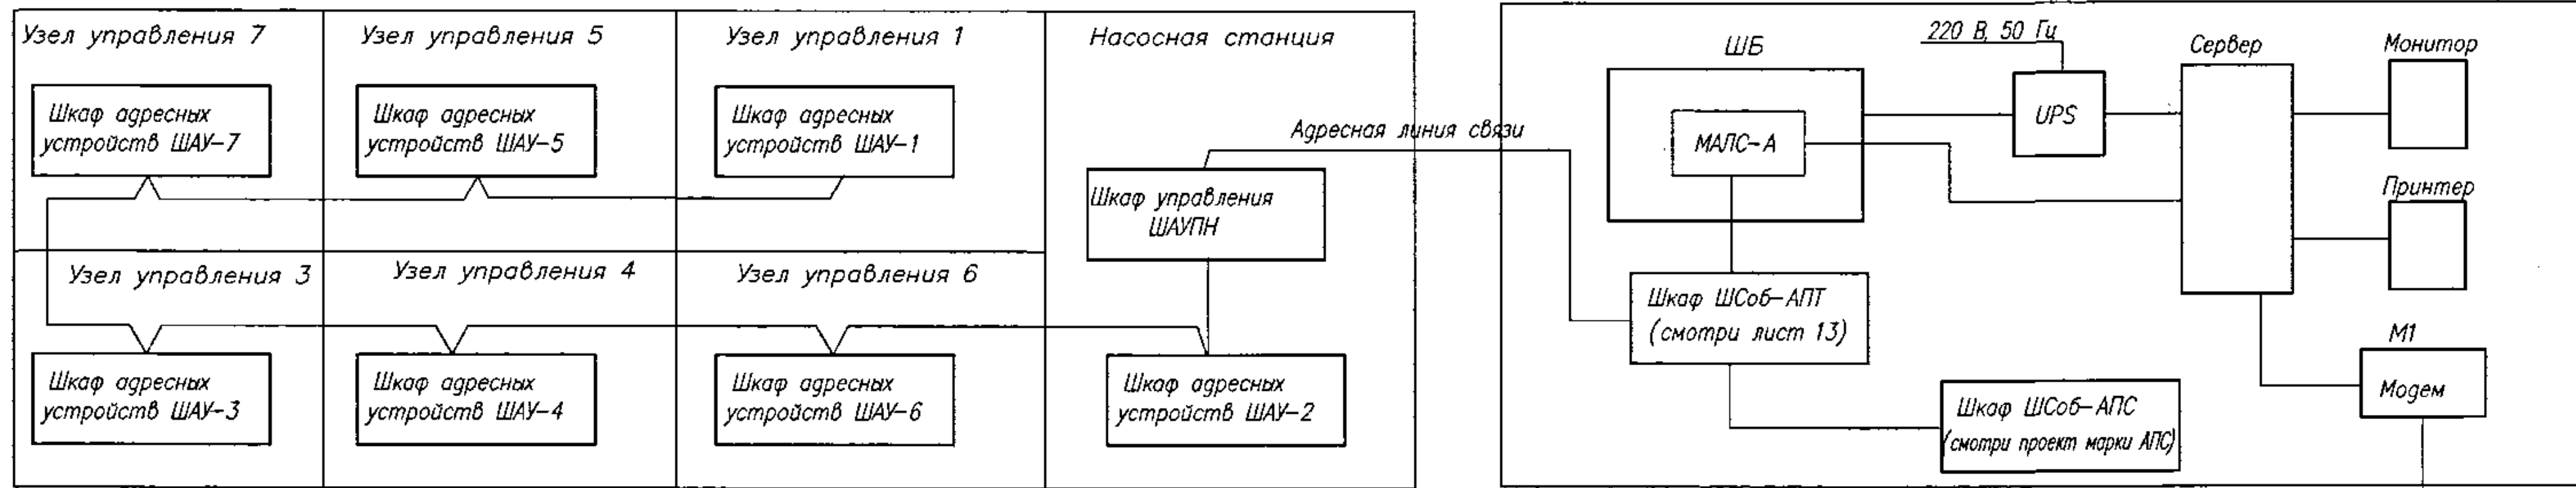 Узел управления 7
Шкаф адресных
устройств ШАУ-7
Узел управления 5
Шкаф адресных
устройств ШАУ-5
Узел управления 1
Шкаф адресных
устройств ШАУ-1
Насосная станция
Шкаф управления
ШАУПН
Адресная линия связи
Узел управления 3
Шкаф адресных
устройств ШАУ-3
Узел управления 4
Шкаф адресных
устройств ШАУ-4
Узел управления 6
Шкаф адресных
устройств ШАУ-6
Шкаф адресных
устройств ШАУ-2
ШБ
МАЛС-А
220 В, 50 Гц
UPS
Сервер
Монитор
Принтер
Шкаф ШСоб-АПТ
(смотри лист 13)
Шкаф ШСоб-АПС
(смотри проект марки АПС)
М1
Модем